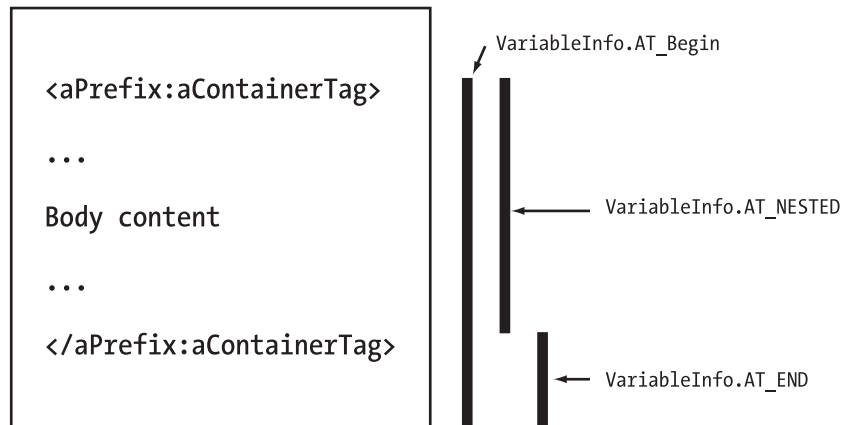 VariableInfo.AT_Begin
<aPrefix:aContainerTag>
...
Body content
VariableInfo.AT_NESTED
...
</aPrefix:aContainerTag>
VariableInfo.AT_END